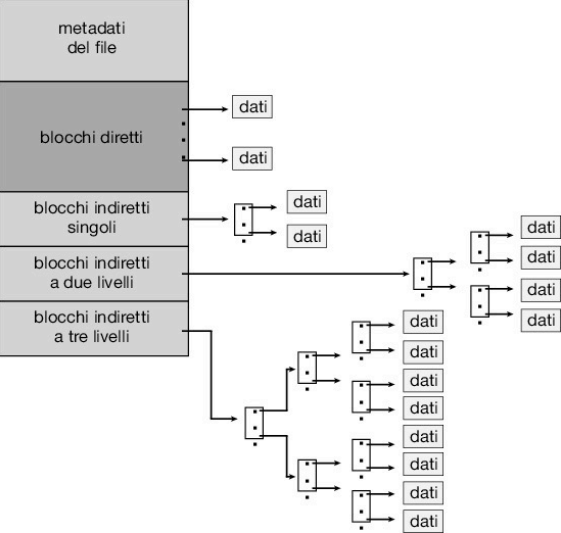 metadati
del file
blocchi diretti
dati
dati
blocchi indiretti
singoli
dati
dati
blocchi indiretti
a due livelli
dati
dati
dati
dati
blocchi indiretti
a tre livelli
dati
dati
dati
dati
dati
dati
dati
dati